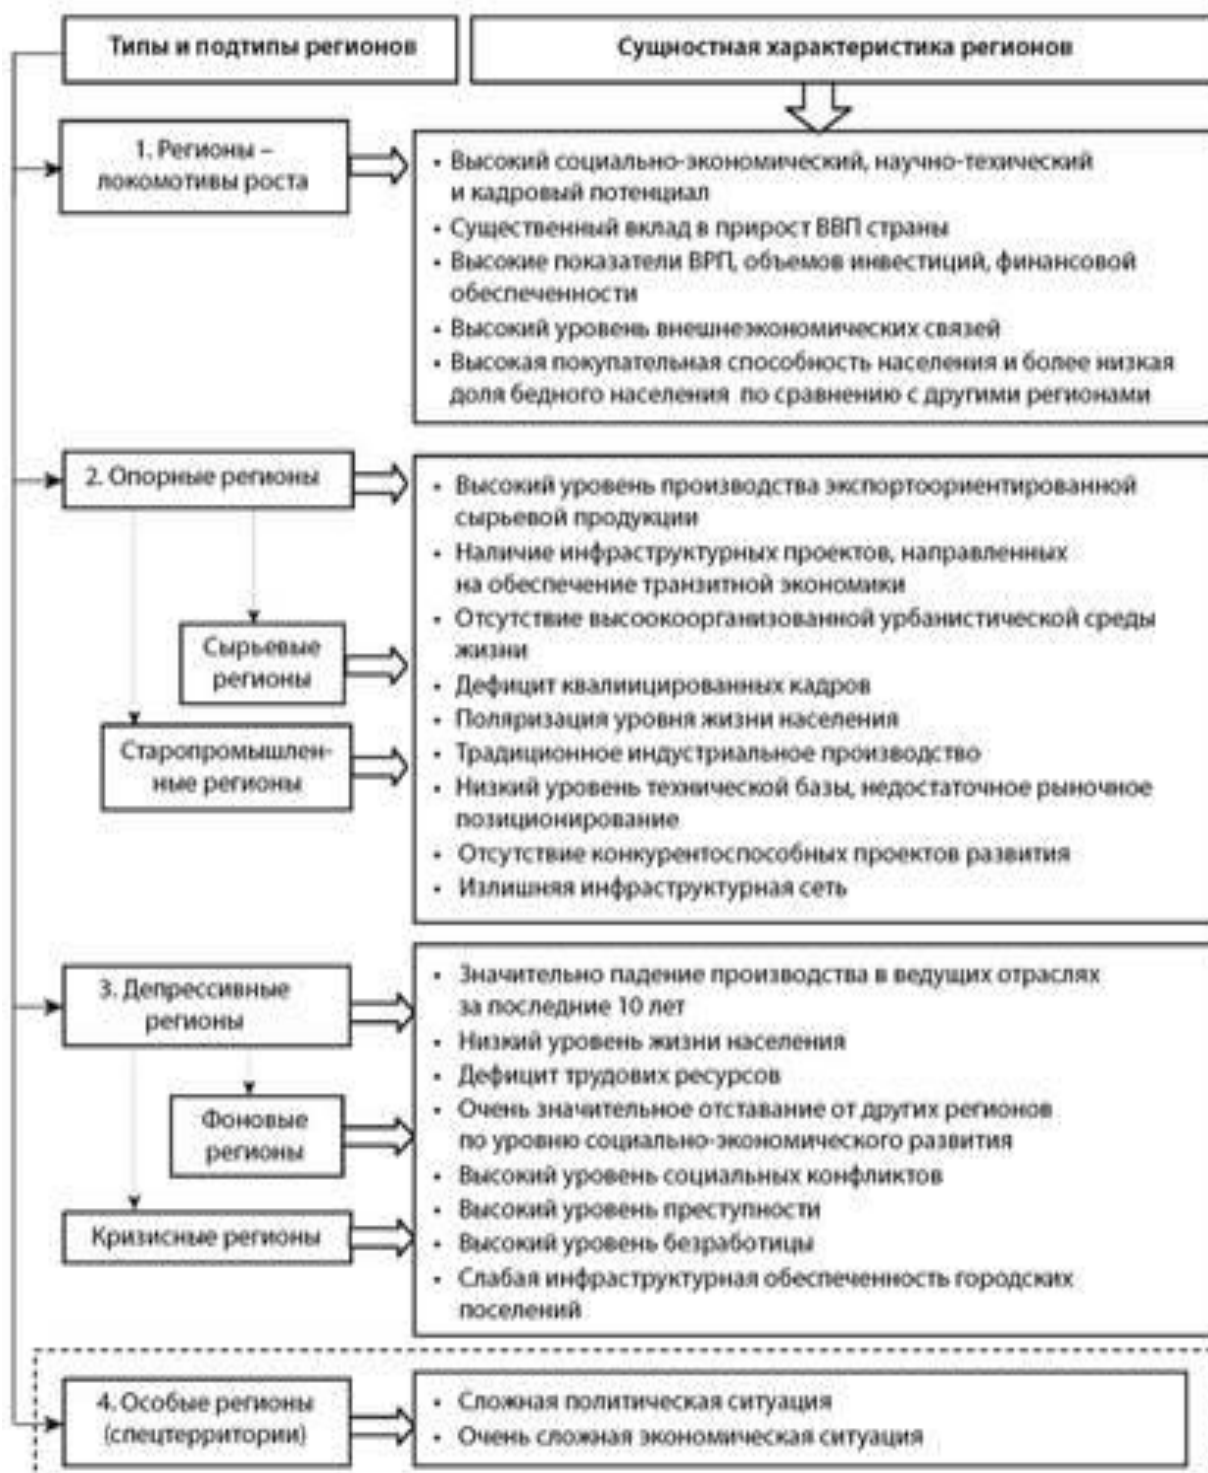 Типы и подтипы регионов
Сущностная характеристика регионов
1. Регионы –
локомотивы роста
• Высокий социально-экономический, научно-техический
и кадровый потенциал
• Существенный вклад в прирост ВВП страны
• Высокие показатели ВРП, объемов инвестиций, финансовой
обеспеченности
• Высокий уровень внешнеэкономических связей
• Высокая покупательная способность населения и более низкая
доля бедного населения по сравнению с другими регионами
2. Опорные регионы
Сырьевые
регионы
Старопромышлен-
ные регионы
• Высокий уровень производства экспортоориентированной
сырьевой продукции
• Наличие инфраструктурных проектов, направленных
на обеспечение транзитной экономики
• Отсутствие высоокоорганизованной урбанистической среды
жизни
• Дефицит квалиицированных кадров
• Поляризация уровня жизни населения
• Традиционное индустриальное производство
• Низкий уровень технической базы, недостаточное рыночное
позиционирование
• Отсутствие конкурентоспособных проектов развития
• Излишняя инфраструктурная сеть
3. Депрессивные
регионы
Фоновые
регионы
Кризисные регионы
• Значительно падение производства в ведущих отраслях
за последние 10 лет
• Низкий уровень жизни населения
• Дефицит трудових ресурсов
• Очень значительное отставание от других регионов
по уровню социально-экономического развития
• Высокий уровень социальных конфликтов
• Высокий уровень преступности
• Высокий уровень безработицы
• Слабая инфраструктурная обеспеченность городских
поселений
4. Особые регионы
(спецтерритории)
• Сложная политическая ситуация
• Очень сложная экономическая ситуация